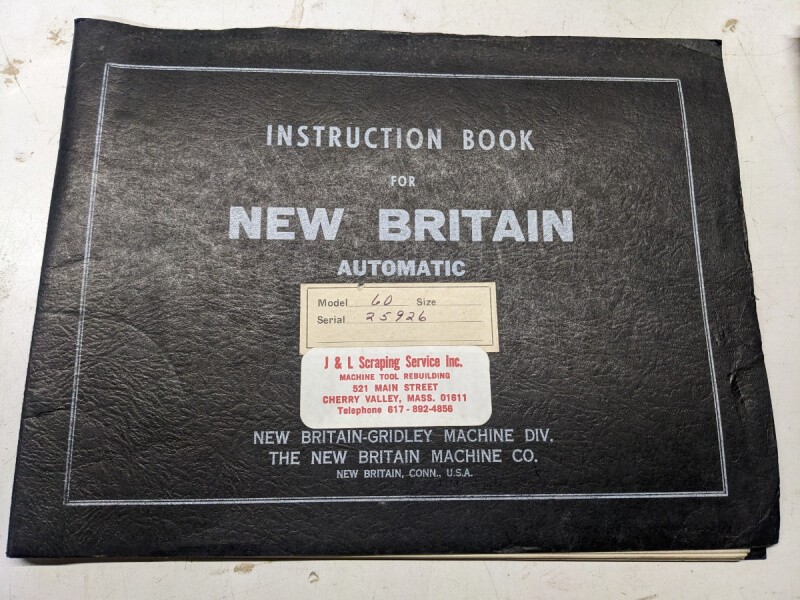 INSTRUCTION BOOK
FOR
NEW BRITAIN
AUTOMATIC
Model 60 Size
Serial 25926
J & L Scraping Service Inc.
MACHINE TOOL REBUILDING
521 MAIN STREET
CHERRY VALLEY, MASS. 01611
Telephone 617-892-4856
NEW BRITAIN-GRIDLEY MACHINE DIV.
THE NEW BRITAIN MACHINE CO.
NEW BRITAIN, CONN., U.S.A.